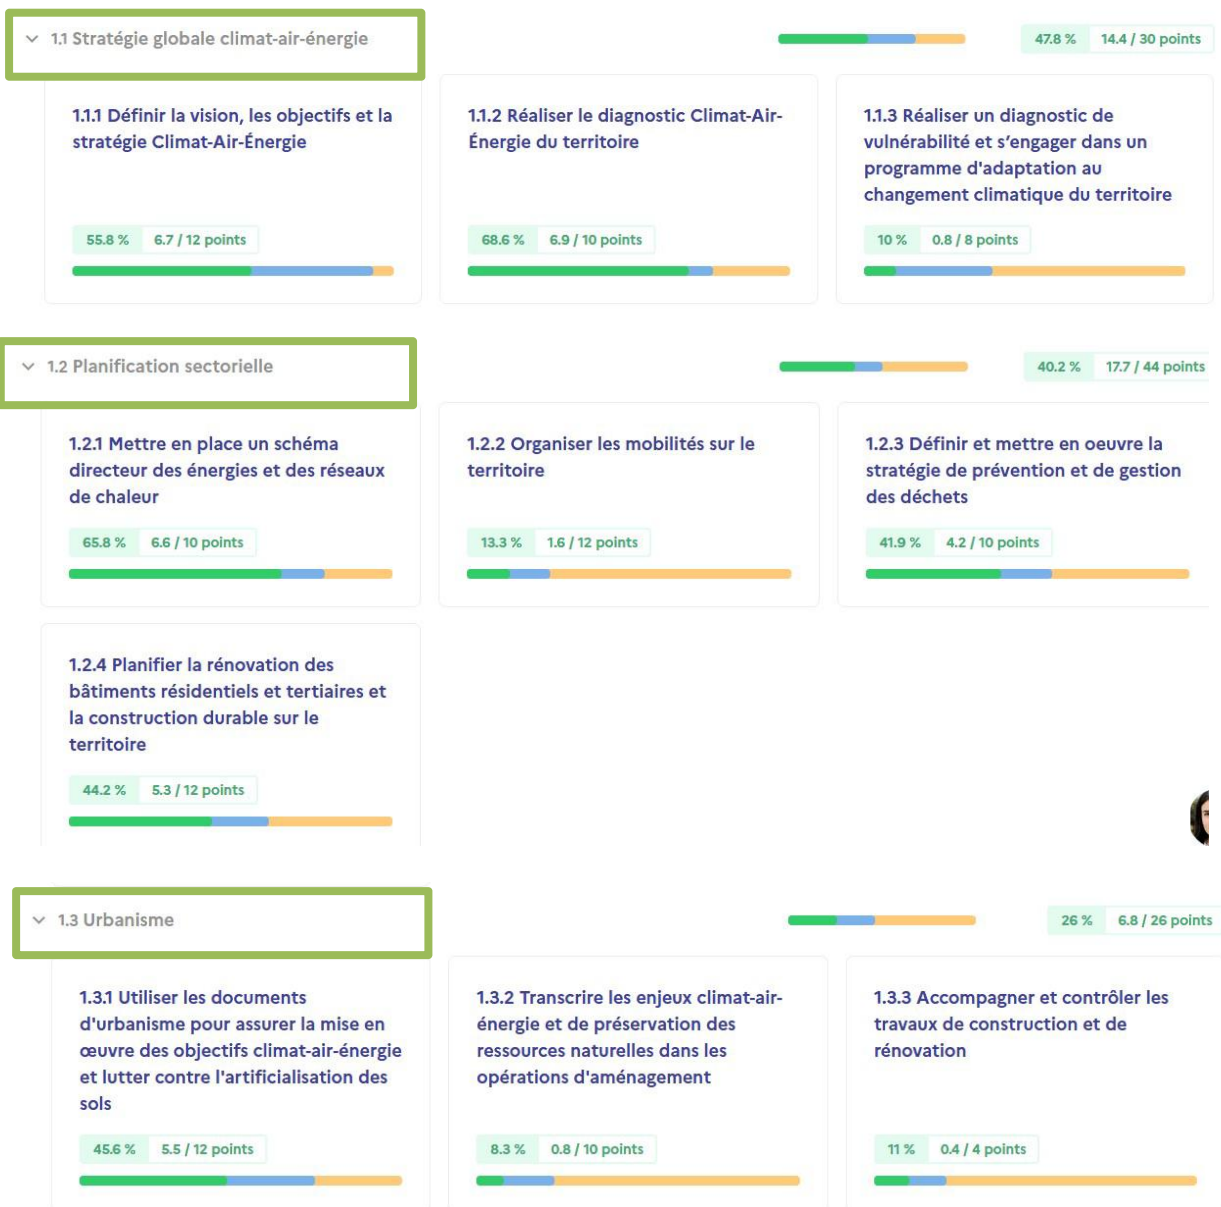 1.1 Stratégie globale climat-air-énergie
47.8 % 14.4 / 30 points
1.1.1 Définir la vision, les objectifs et la
stratégie Climat-Air-Énergie
55.8 % 6.7 / 12 points
1.1.2 Réaliser le diagnostic Climat-Air-
Énergie du territoire
68.6 % 6.9 / 10 points
1.1.3 Réaliser un diagnostic de
vulnérabilité et s’engager dans un
programme d'adaptation au
changement climatique du territoire
10 % 0.8 / 8 points
1.2 Planification sectorielle
40.2 % 17.7 / 44 points
1.2.1 Mettre en place un schéma
directeur des énergies et des réseaux
de chaleur
65.8 % 6.6 / 10 points
1.2.2 Organiser les mobilités sur le
territoire
13.3 % 1.6 / 12 points
1.2.3 Définir et mettre en oeuvre la
stratégie de prévention et de gestion
des déchets
41.9 % 4.2 / 10 points
1.2.4 Planifier la rénovation des
bâtiments résidentiels et tertiaires et
la construction durable sur le
territoire
44.2 % 5.3 / 12 points
1.3 Urbanisme
26 % 6.8 / 26 points
1.3.1 Utiliser les documents
d'urbanisme pour assurer la mise en
œuvre des objectifs climat-air-énergie
et lutter contre l'artificialisation des
sols
45.6 % 5.5 / 12 points
1.3.2 Transcrire les enjeux climat-air-
énergie et de préservation des
ressources naturelles dans les
opérations d'aménagement
8.3 % 0.8 / 10 points
1.3.3 Accompagner et contrôler les
travaux de construction et de
rénovation
11 % 0.4 / 4 points